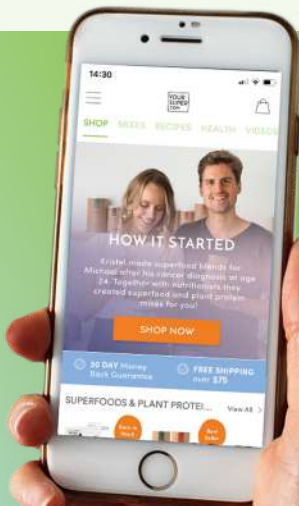 14:30
YOUR
SUPER
.COM
SHOP MIXES RECIPES HEALTH VIDEOS
HOW IT STARTED
Kristel made superfood blends for
Michael after his cancer diagnosis at age
24. Together with nutritionists they
created superfood and plant protein
mixes for you!
SHOP NOW
30 DAY Money
Back Guarantee
FREE SHIPPING
over $75
SUPERFOODS & PLANT PROTEI... View All >
Back in
Stock
Best
Seller